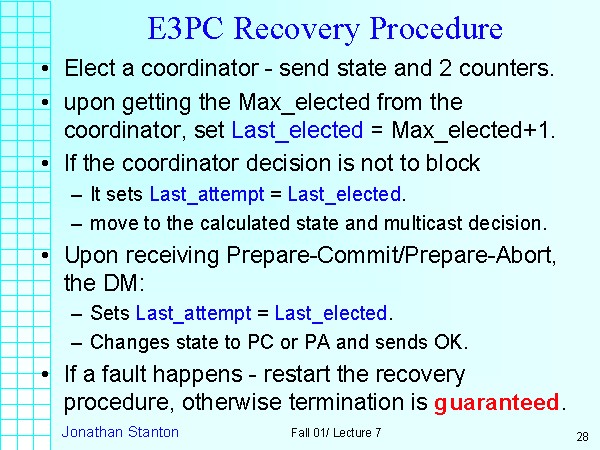 E3PC Recovery Procedure
• Elect a coordinator - send state and 2 counters.
• upon getting the Max_elected from the
coordinator, set Last_elected = Max_elected+1.
• If the coordinator decision is not to block
– It sets Last_attempt = Last_elected.
– move to the calculated state and multicast decision.
• Upon receiving Prepare-Commit/Prepare-Abort,
the DM:
– Sets Last_attempt = Last_elected.
– Changes state to PC or PA and sends OK.
• If a fault happens - restart the recovery
procedure, otherwise termination is guaranteed.
Jonathan Stanton Fall 01/ Lecture 7 28